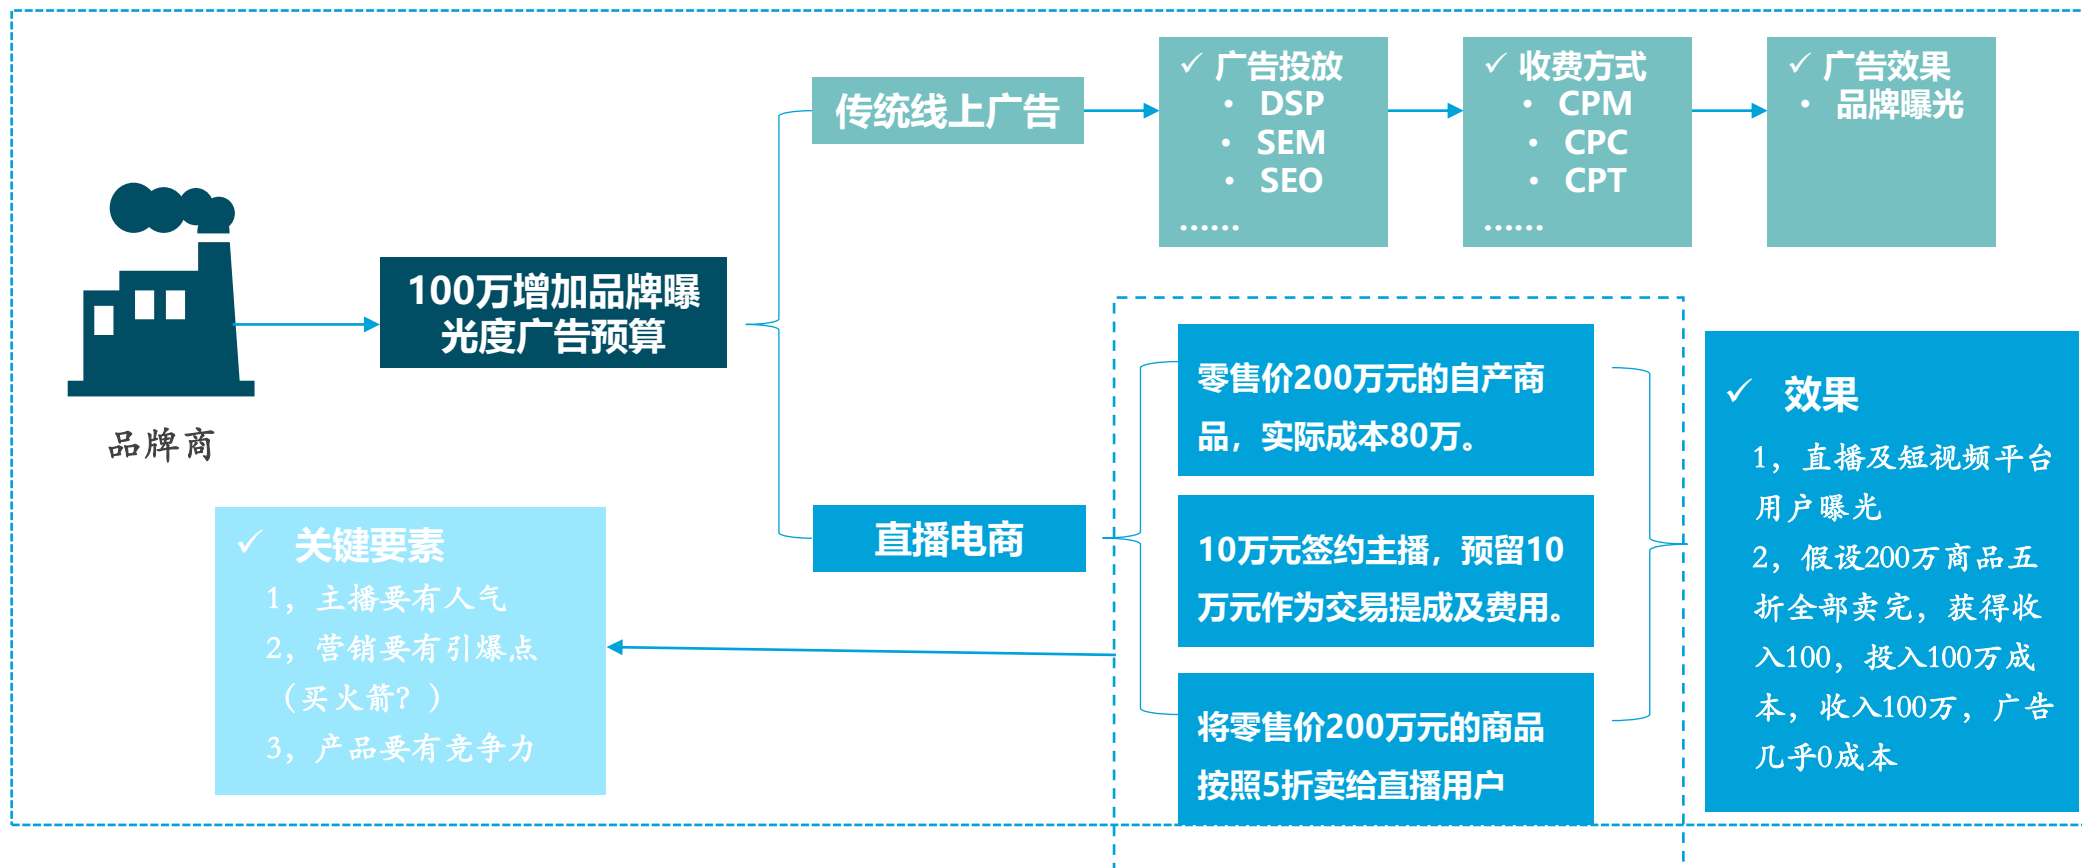 品牌商
100万增加品牌曝
光度广告预算
传统线上广告
✓ 广告投放
• DSP
• SEM
• SEO
……
✓ 收费方式
• CPM
• CPC
• CPT
……
✓ 广告效果
• 品牌曝光
直播电商
零售价200万元的自产商
品，实际成本80万。
10万元签约主播，预留10
万元作为交易提成及费用。
将零售价200万元的商品
按照5折卖给直播用户
✓ 效果
1，直播及短视频平台
用户曝光
2，假设200万商品五
折全部卖完，获得收
入100，投入100万成
本，收入100万，广告
几乎0成本
✓ 关键要素
1，主播要有人气
2，营销要有引爆点
（买火箭？）
3，产品要有竞争力